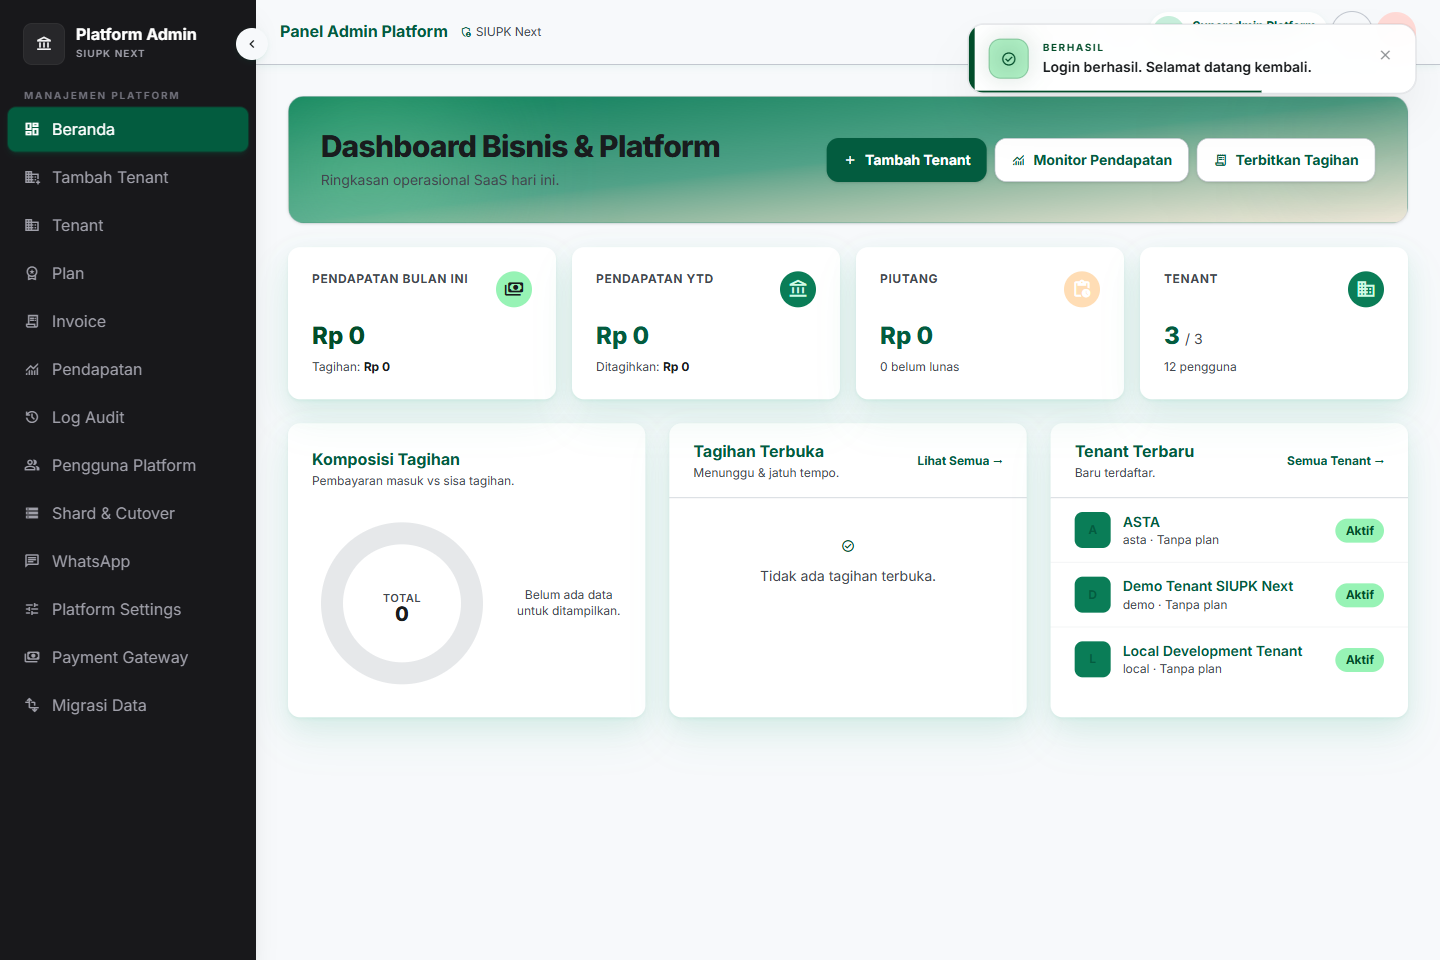 Platform Admin
SIUPK NEXT
MANAJEMEN PLATFORM
Beranda
Tambah Tenant
Tenant
Plan
Invoice
Pendapatan
Log Audit
Pengguna Platform
Shard & Cutover
WhatsApp
Platform Settings
Payment Gateway
Migrasi Data
Panel Admin Platform
SIUPK Next
BERHASIL
Login berhasil. Selamat datang kembali.
Dashboard Bisnis & Platform
Ringkasan operasional SaaS hari ini.
Tambah Tenant
Monitor Pendapatan
Terbitkan Tagihan
PENDAPATAN BULAN INI
Rp 0
Tagihan: Rp 0
PENDAPATAN YTD
Rp 0
Ditagihkan: Rp 0
PIUTANG
Rp 0
0 belum lunas
TENANT
3 / 3
12 pengguna
Komposisi Tagihan
Pembayaran masuk vs sisa tagihan.
TOTAL
0
Belum ada data
untuk ditampilkan.
Tagihan Terbuka
Menunggu & jatuh tempo.
Lihat Semua →
Tidak ada tagihan terbuka.
Tenant Terbaru
Baru terdaftar.
Semua Tenant →
A
ASTA
asta · Tanpa plan
Aktif
D
Demo Tenant SIUPK Next
demo · Tanpa plan
Aktif
L
Local Development Tenant
local · Tanpa plan
Aktif